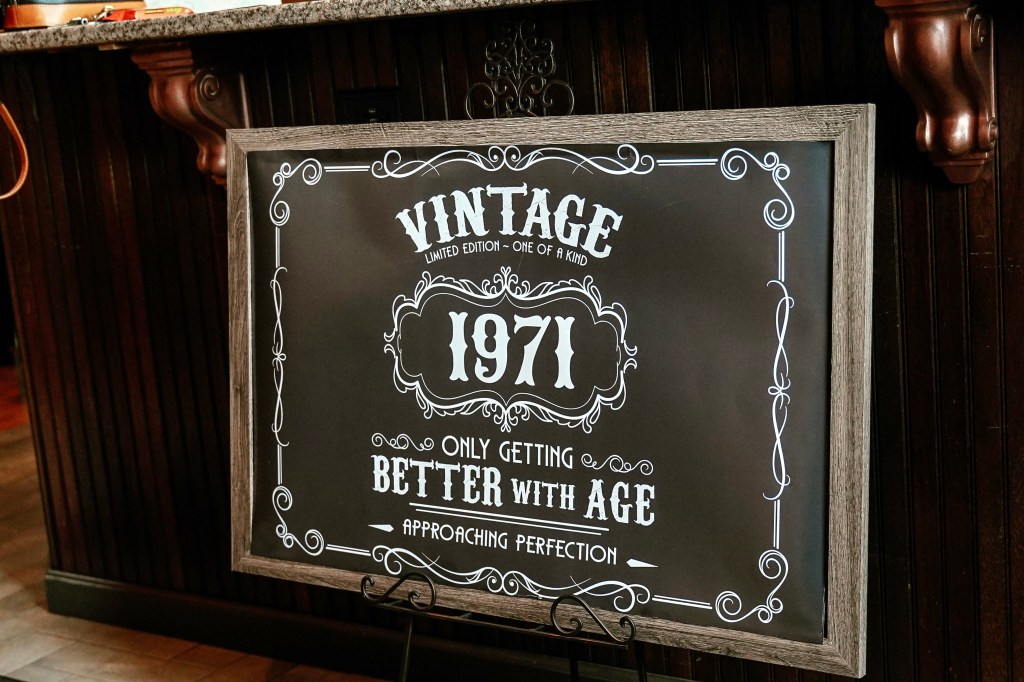 VINTAGE
LIMITED EDITION ~ ONE OF A KIND
1971
ONLY GETTING
BETTER WITH AGE
APPROACHING PERFECTION